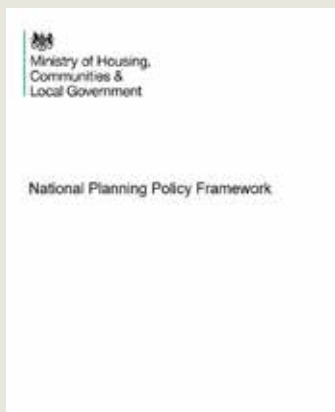 Ministry of Housing,
Communities &
Local Government
National Planning Policy Framework